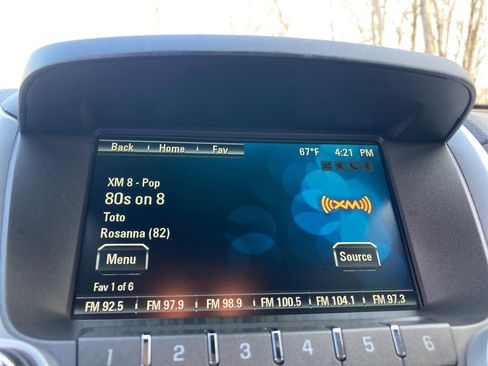 Back Home Fav 67°F 4:21 PM
XM 8 - Pop
80s on 8
((XM))
Toto
Rosanna (82)
Menu Source
Fav 1 of 6
FM 92.5 FM 97.9 FM 98.9 FM 100.5 FM 104.1 FM 97.3
1 2 3 4 5 6